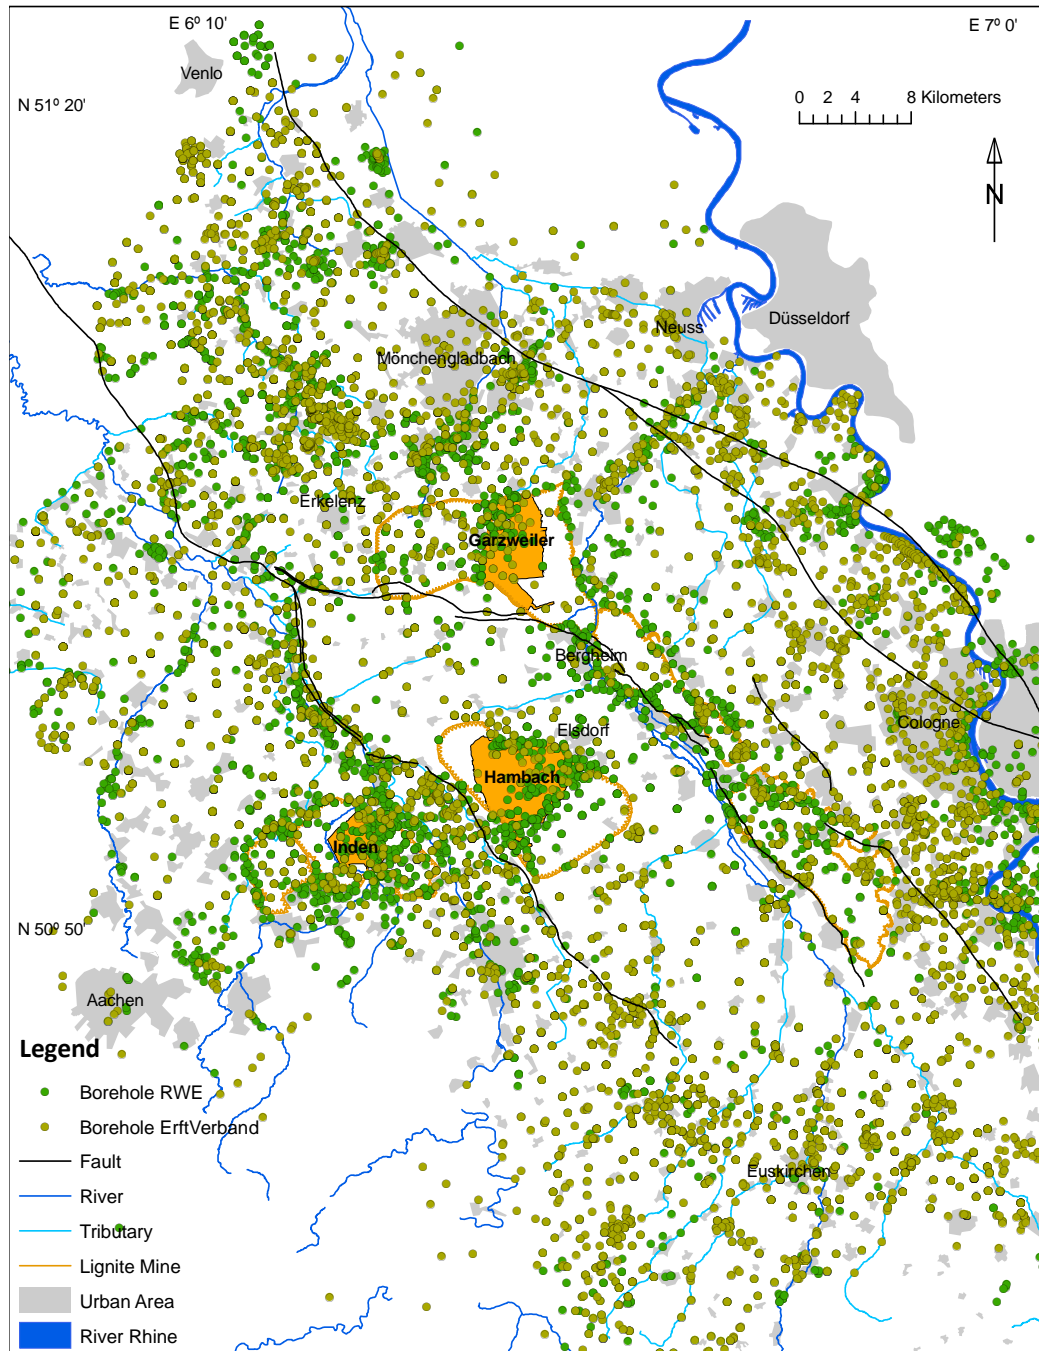 E 6º 10'
E 7º 0'
Venlo
N 51º 20'
0 2 4 8 Kilometers
N
Düsseldorf
Neuss
Mönchengladbach
Erkelenz
Garzweiler
Bergheim
Elsdorf
Cologne
Hambach
Inden
N 50º 50'
Aachen
Legend
Borehole RWE
Borehole ErftVerband
Fault
River
Euskirchen
Tributary
Lignite Mine
Urban Area
River Rhine